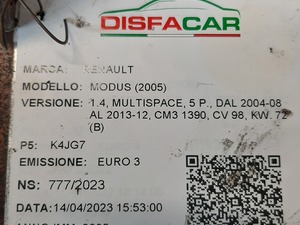 DISFACAR
MARCA: RENAULT
MODELLO: MODUS (2005)
VERSIONE: 1.4, MULTISPACE, 5 P., DAL 2004-08
AL 2013-12, CM3 1390, CV 98, KW. 72
(B)
P5: K4JG7
EMISSIONE: EURO 3
NS: 777/2023
DATA:14/04/2023 15:53:00